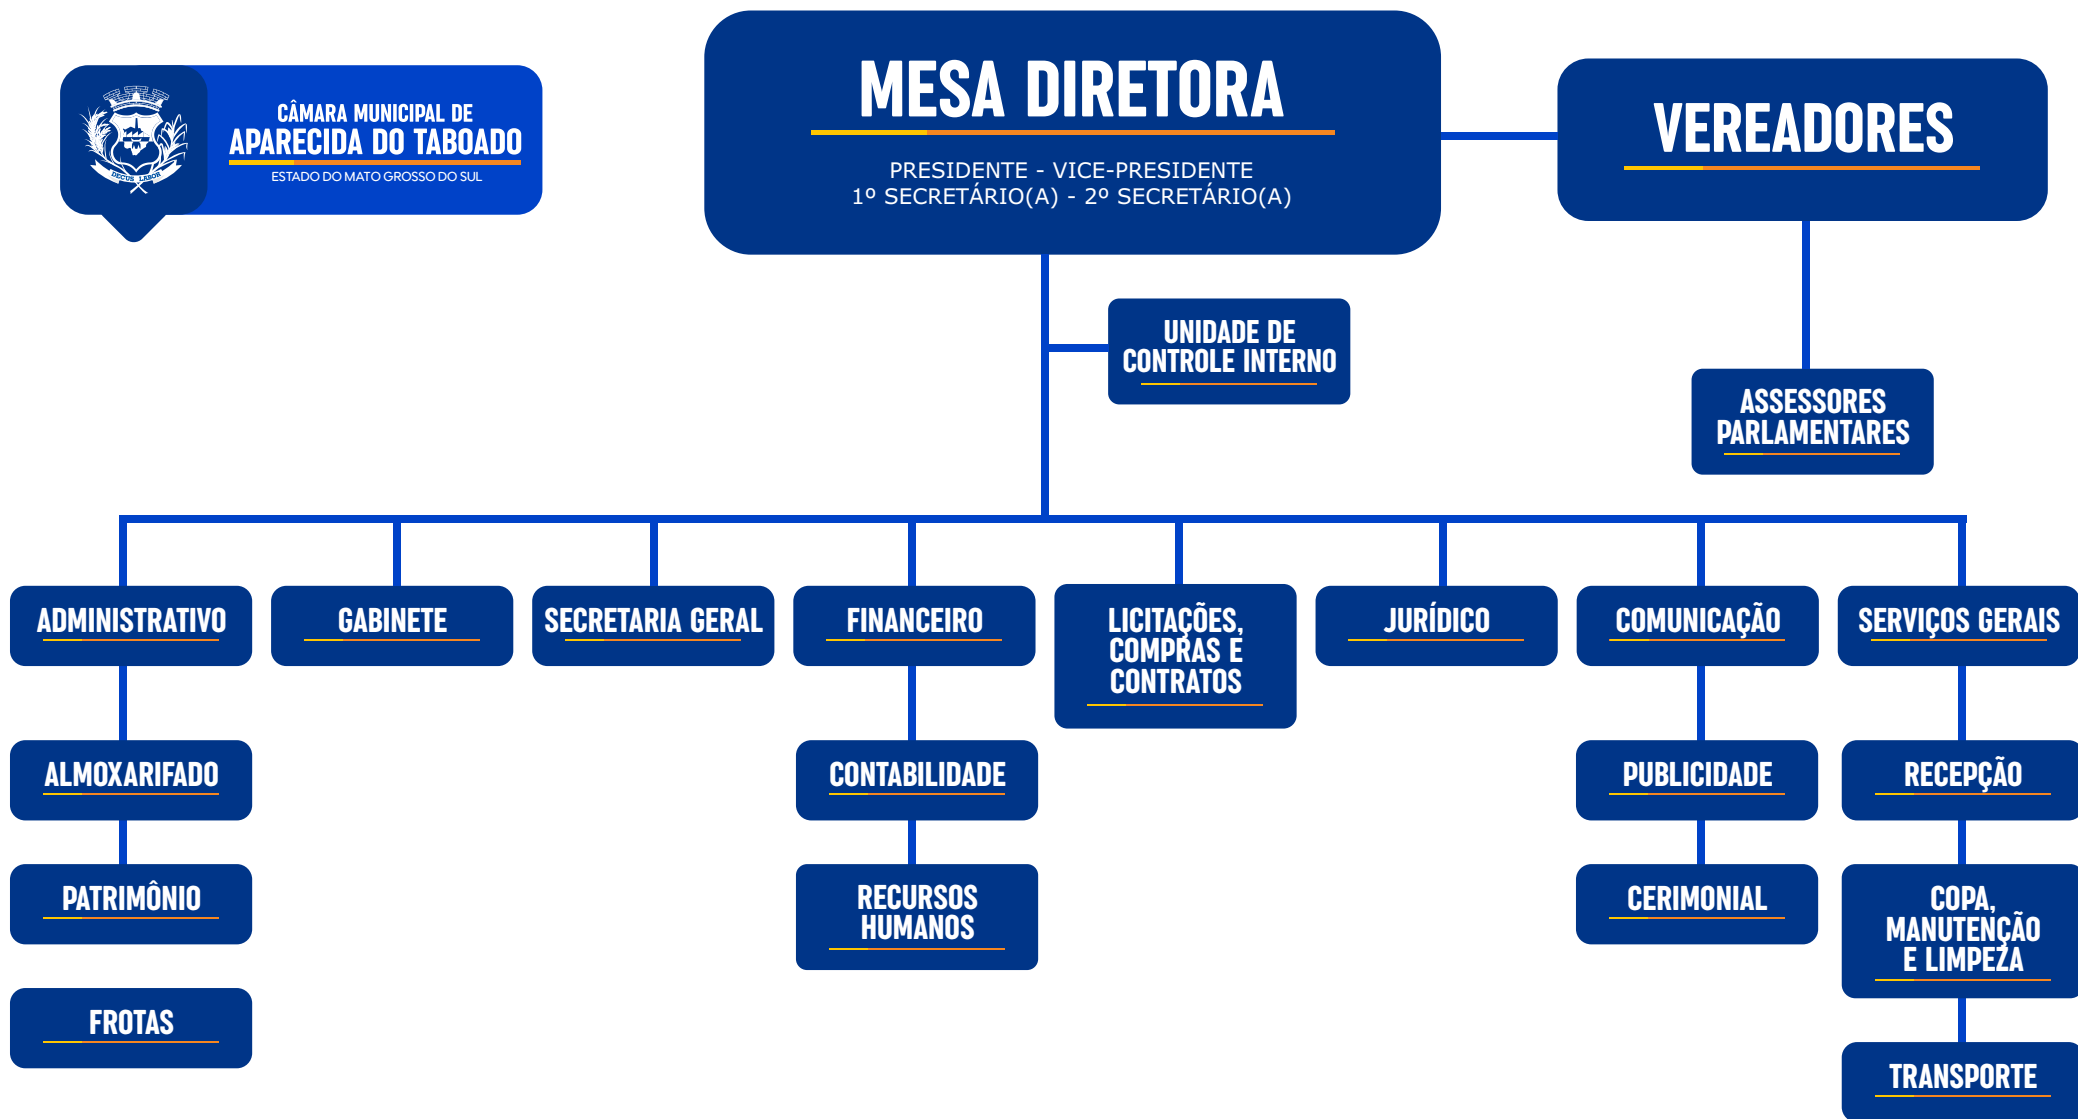 CÂMARA MUNICIPAL DE
APARECIDA DO TABOADO
ESTADO DO MATO GROSSO DO SUL
DECUS LABOR
MESA DIRETORA
PRESIDENTE - VICE-PRESIDENTE
1º SECRETÁRIO(A) - 2º SECRETÁRIO(A)
VEREADORES
UNIDADE DE
CONTROLE INTERNO
ASSESSORES
PARLAMENTARES
ADMINISTRATIVO
GABINETE
SECRETARIA GERAL
FINANCEIRO
LICITAÇÕES,
COMPRAS E
CONTRATOS
JURÍDICO
COMUNICAÇÃO
SERVIÇOS GERAIS
ALMOXARIFADO
CONTABILIDADE
PUBLICIDADE
RECEPÇÃO
PATRIMÔNIO
RECURSOS
HUMANOS
CERIMONIAL
COPA,
MANUTENÇÃO
E LIMPEZA
FROTAS
TRANSPORTE